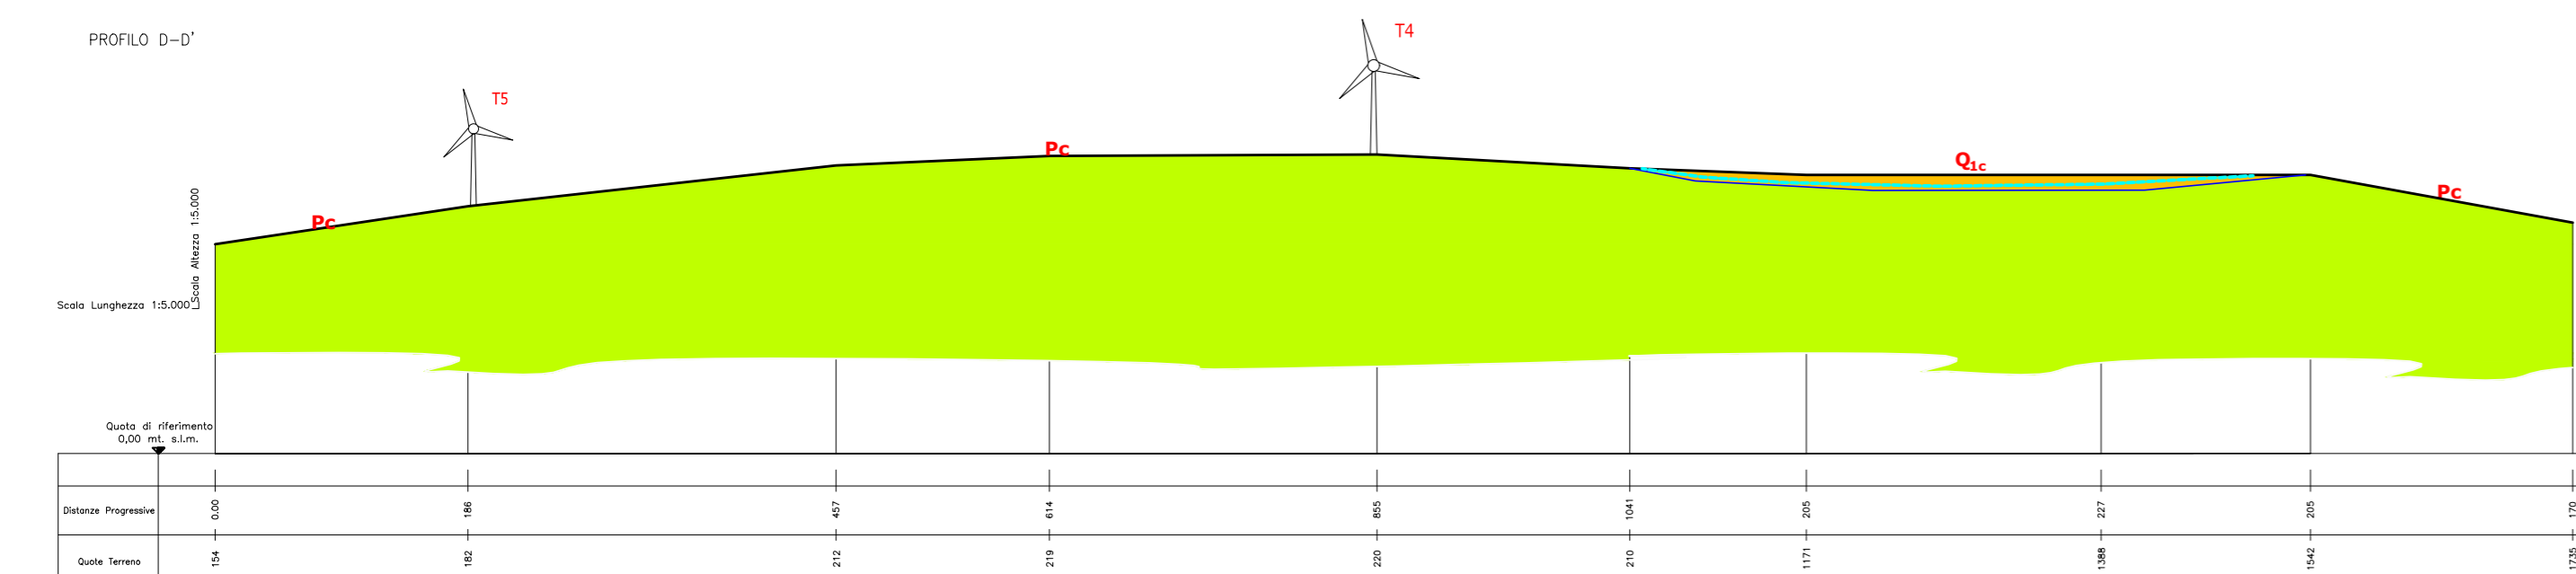 PROFILO D-D'
T4
T5
Pc
Q1c
Pc
Pc
Scala Altezza 1:5.000
Scala Lunghezza 1:5.000
Quota di riferimento
0,00 mt. s.l.m.
Distanze Progressive 0.00 186 457 614 855 1041 205 227 205 170
Quote Terreno 154 182 212 219 220 210 1171 1388 1542 1735